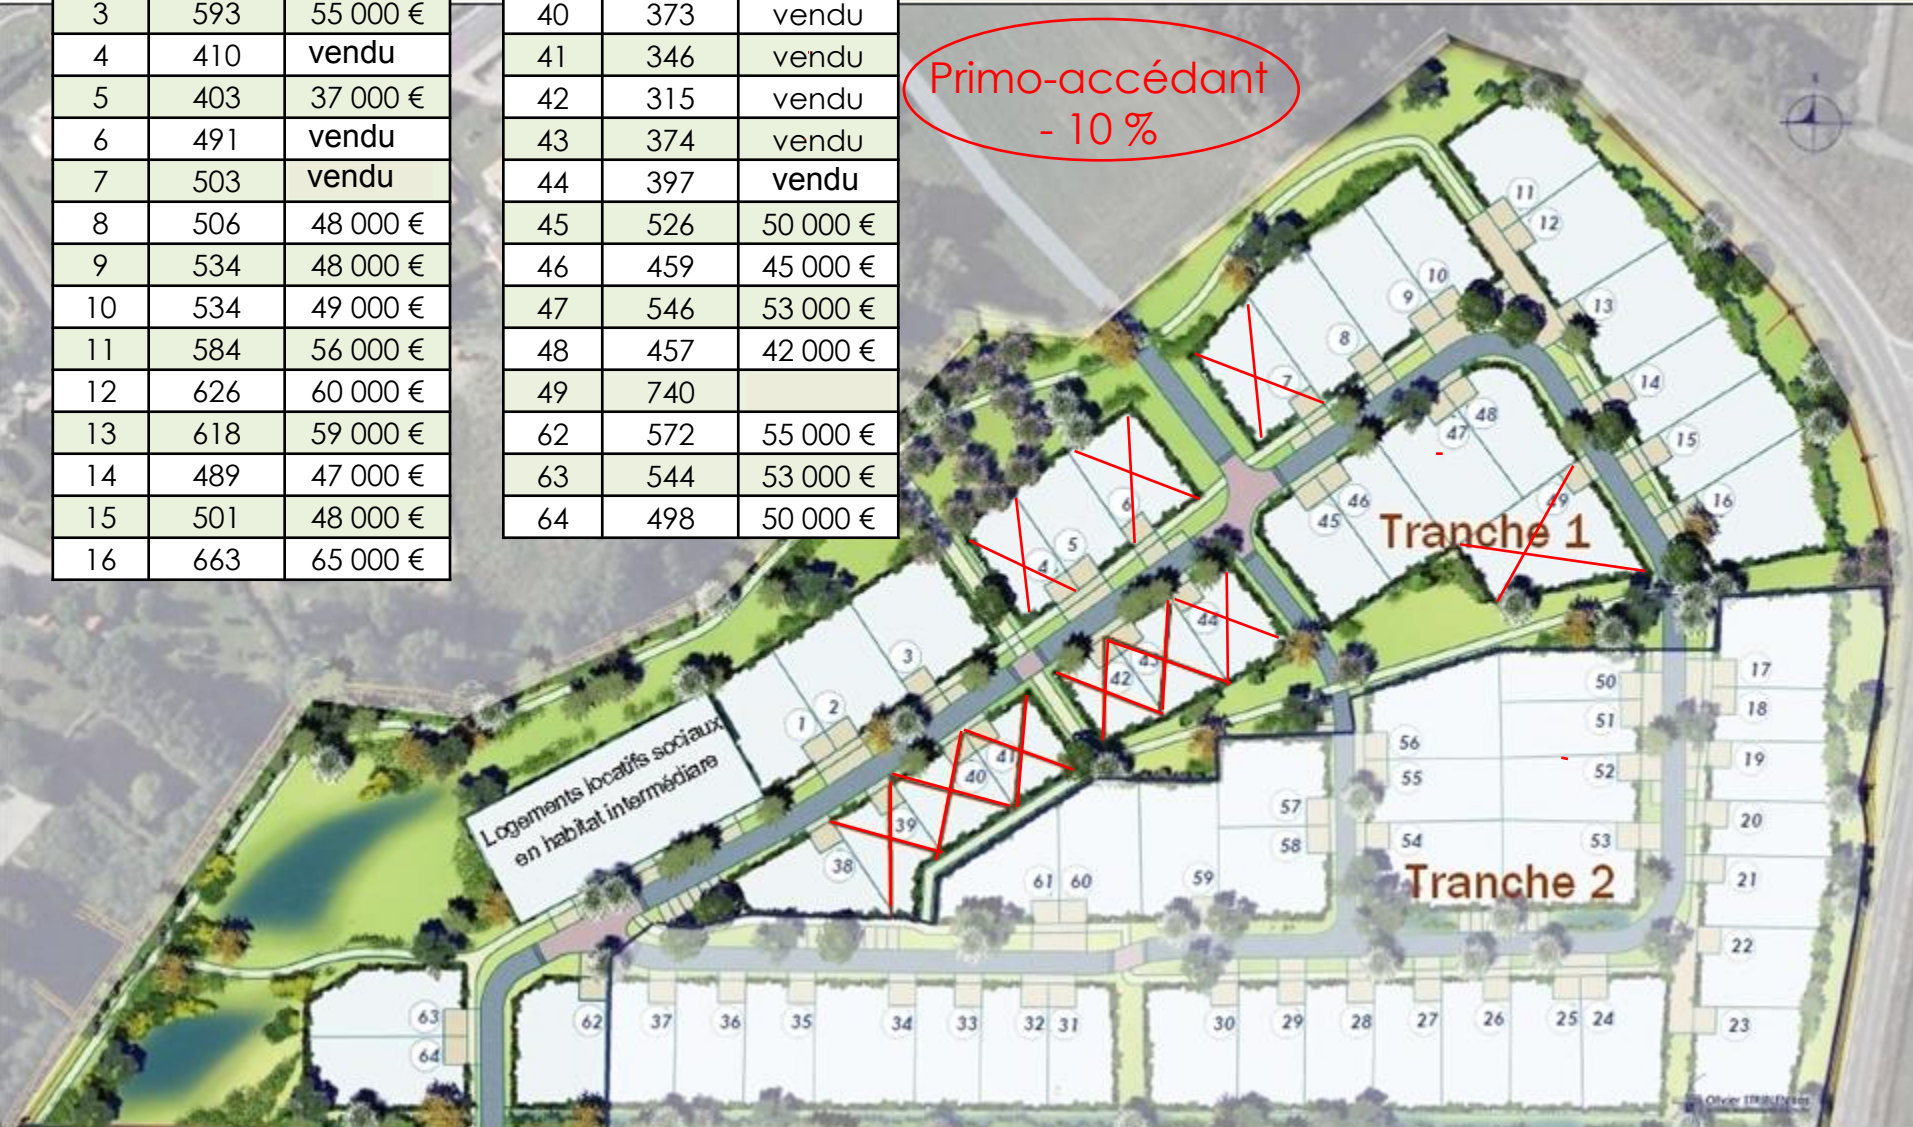 3 593 55 000 €
4 410 vendu
5 403 37 000 €
6 491 vendu
7 503 vendu
8 506 48 000 €
9 534 48 000 €
10 534 49 000 €
11 584 56 000 €
12 626 60 000 €
13 618 59 000 €
14 489 47 000 €
15 501 48 000 €
16 663 65 000 €
40 373 vendu
41 346 vendu
42 315 vendu
43 374 vendu
44 397 vendu
45 526 50 000 €
46 459 45 000 €
47 546 53 000 €
48 457 42 000 €
49 740
62 572 55 000 €
63 544 53 000 €
64 498 50 000 €
Primo-accédant
- 10 %
11
12
10
9
13
8
7
14
48
47
15
6
49
16
46
45
Tranche 1
5
4
44
43
42
3
2
1
41
40
39
38
Logements locatifs sociaux
en habitat intermédiare
17
50
18
51
56
19
52
55
57
20
58
54
53
Tranche 2
61
60
59
21
22
63
64
62
37
36
35
34
33
32
31
30
29
28
27
26
25
24
23
Olivier